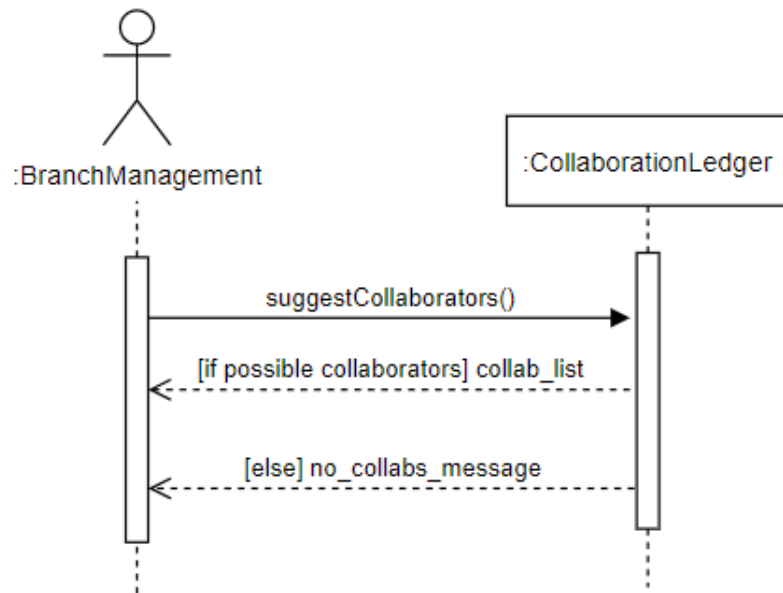 :BranchManagement
:CollaborationLedger
suggestCollaborators()
[if possible collaborators] collab_list
[else] no_collabs_message